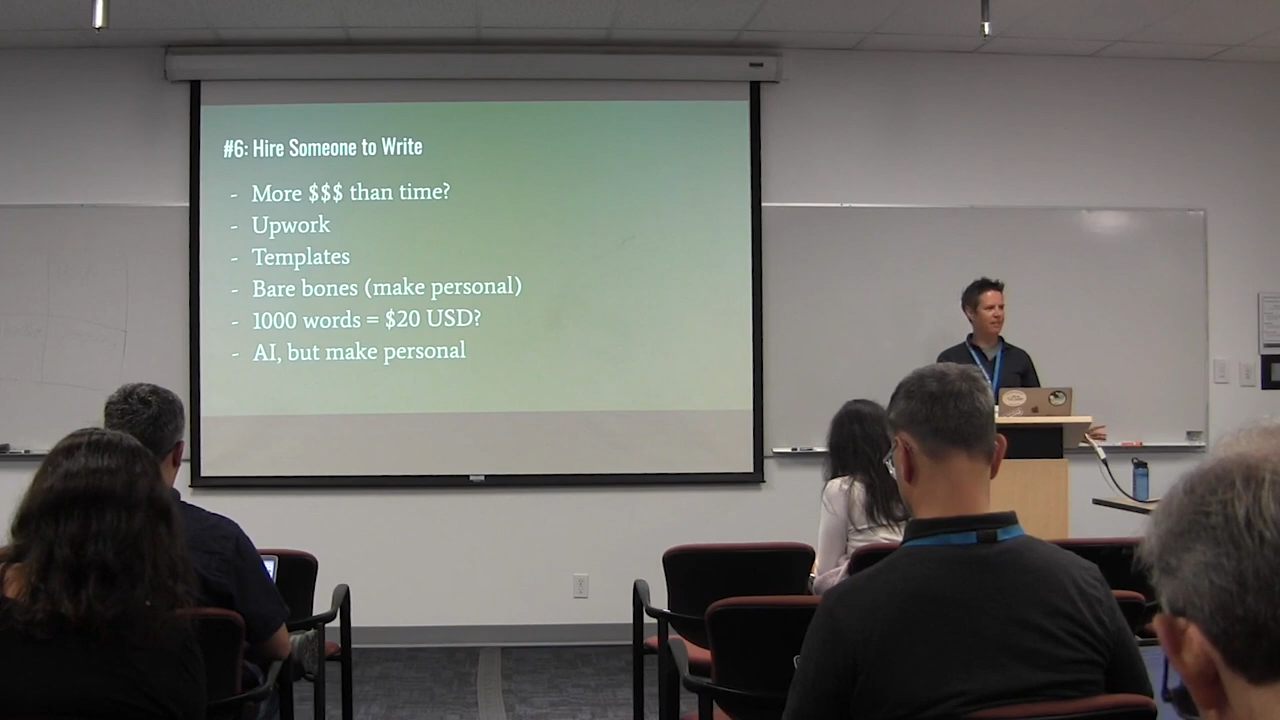 #6: Hire Someone to Write
- More $$$ than time?
- Upwork
- Templates
- Bare bones (make personal)
- 1000 words = $20 USD?
- AI, but make personal